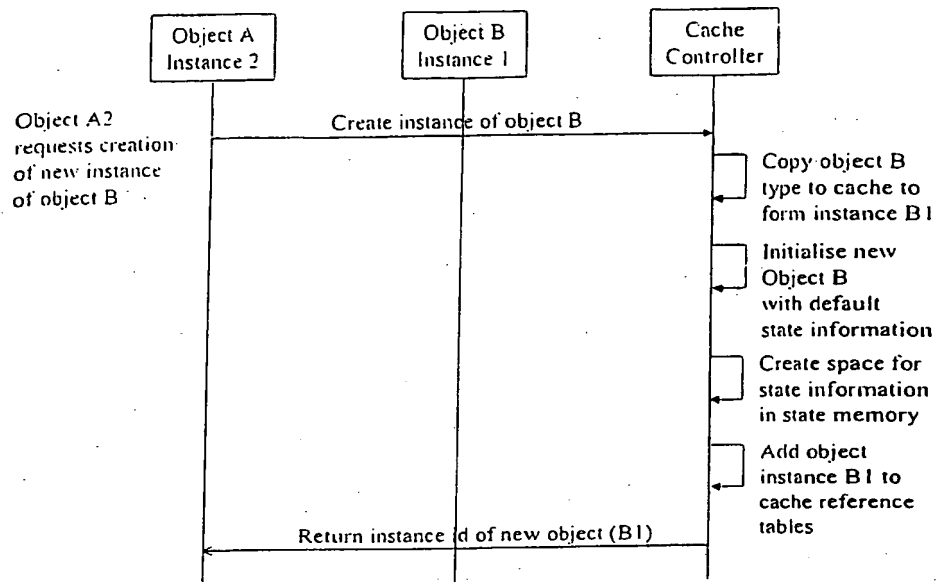 Object A
Instance 2
Object B
Instance 1
Cache
Controller
Object A2
requests creation
of new instance
of object B
Create instance of object B
Copy object B
type to cache to
form instance B1
Initialise new
Object B
with default
state information
Create space for
state information
in state memory
Add object
instance B1 to
cache reference
tables
Return instance id of new object (B1)